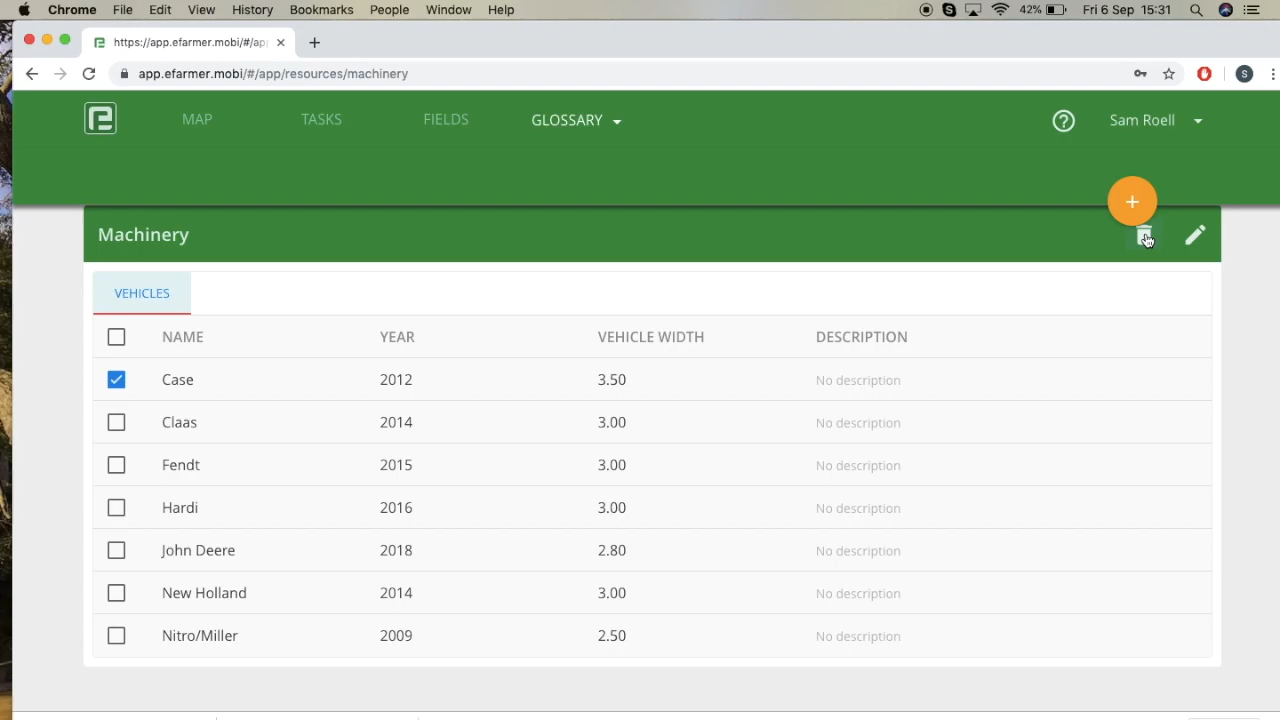 Chrome File Edit View History Bookmarks People Window Help 42% Fri 6 Sep 15:31
https://app.efarmer.mobi/#/app
app.efarmer.mobi/#/app/resources/machinery S
MAP TASKS FIELDS GLOSSARY Sam Roell
Machinery
VEHICLES
NAME YEAR VEHICLE WIDTH DESCRIPTION
Case 2012 3.50 No description
Claas 2014 3.00 No description
Fendt 2015 3.00 No description
Hardi 2016 3.00 No description
John Deere 2018 2.80 No description
New Holland 2014 3.00 No description
Nitro/Miller 2009 2.50 No description